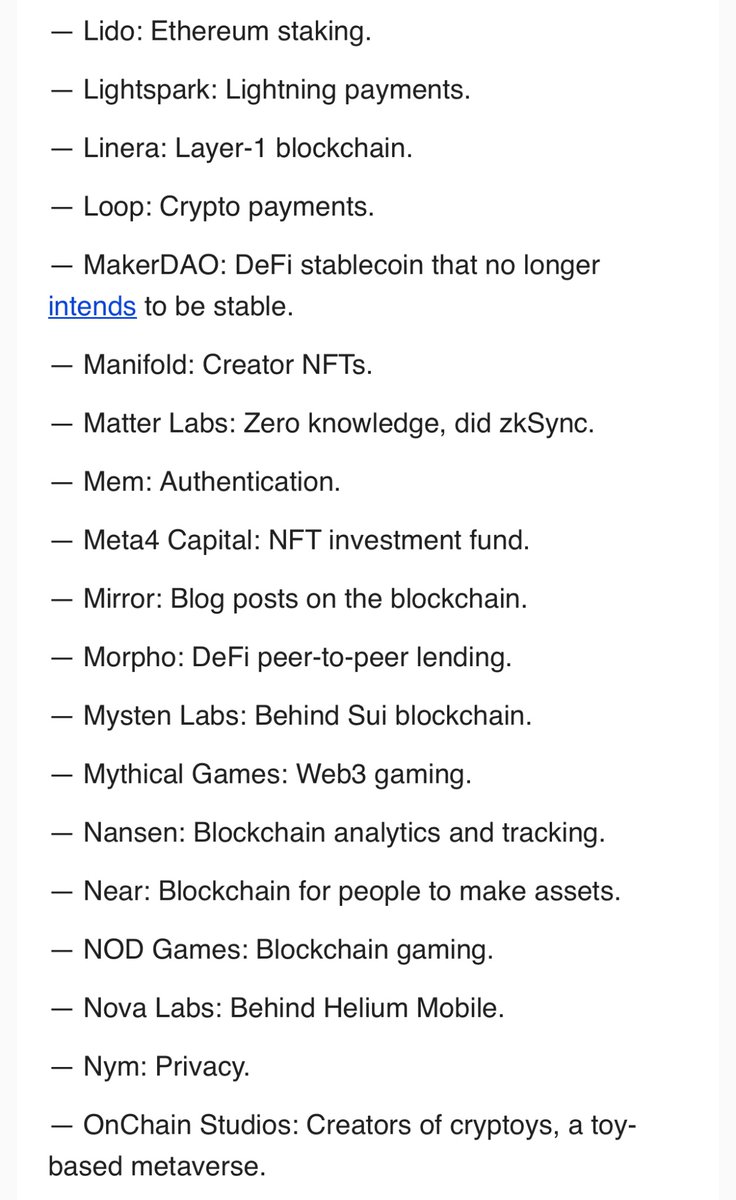 — Lido: Ethereum staking.
— Lightspark: Lightning payments.
— Linera: Layer-1 blockchain.
— Loop: Crypto payments.
— MakerDAO: DeFi stablecoin that no longer
intends to be stable.
— Manifold: Creator NFTs.
— Matter Labs: Zero knowledge, did zkSync.
— Mem: Authentication.
— Meta4 Capital: NFT investment fund.
— Mirror: Blog posts on the blockchain.
— Morpho: DeFi peer-to-peer lending.
— Mysten Labs: Behind Sui blockchain.
— Mythical Games: Web3 gaming.
— Nansen: Blockchain analytics and tracking.
— Near: Blockchain for people to make assets.
— NOD Games: Blockchain gaming.
— Nova Labs: Behind Helium Mobile.
— Nym: Privacy.
— OnChain Studios: Creators of cryptoys, a toy-
based metaverse.